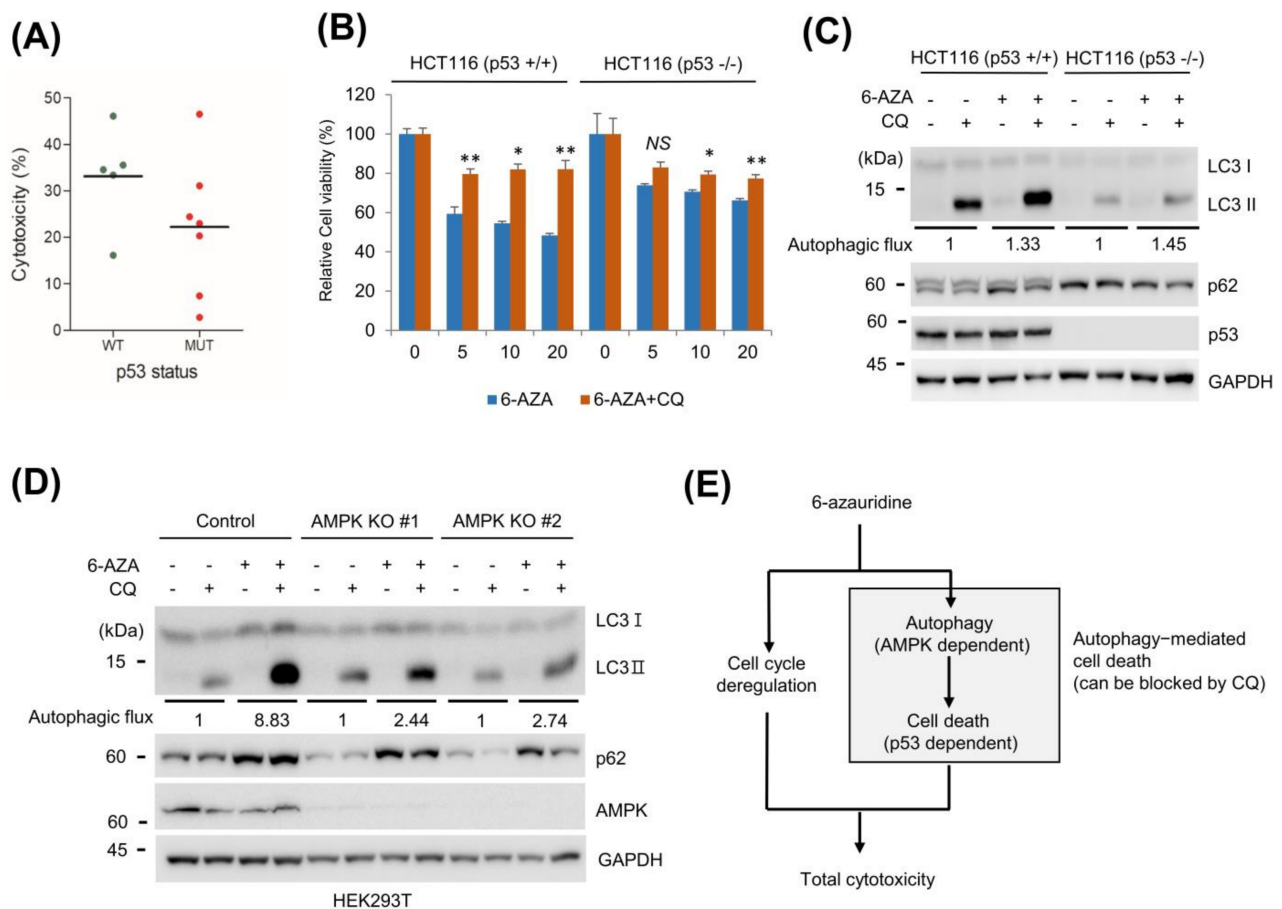 (A)
50
40
30
20
10
0
Cytotoxicity (%)
WT
MUT
p53 status
(B)
HCT116 (p53 +/+)
HCT116 (p53 -/-)
120
100
80
60
40
20
0
Relative Cell viability (%)
**
*
**
NS
*
**
0 5 10 20 0 5 10 20
6-AZA
6-AZA+CQ
(C)
HCT116 (p53 +/+) HCT116 (p53 -/-)
6-AZA - - + + - - + +
CQ - + - + - + - +
(kDa)
LC3 I
15 -
LC3 II
Autophagic flux 1 1.33 1 1.45
60 - p62
60 -
p53
45 -
GAPDH
(D)
Control AMPK KO #1 AMPK KO #2
6-AZA - - + + - - + + - - + +
CQ - + - + - + - + - + - +
LC3 I
(kDa)
15 -
LC3 II
Autophagic flux 1 8.83 1 2.44 1 2.74
60 - p62
AMPK
60 -
45 -
GAPDH
HEK293T
(E)
6-azauridine
Cell cycle
deregulation
Autophagy
(AMPK dependent)
Cell death
(p53 dependent)
Autophagy−mediated
cell death
(can be blocked by CQ)
Total cytotoxicity